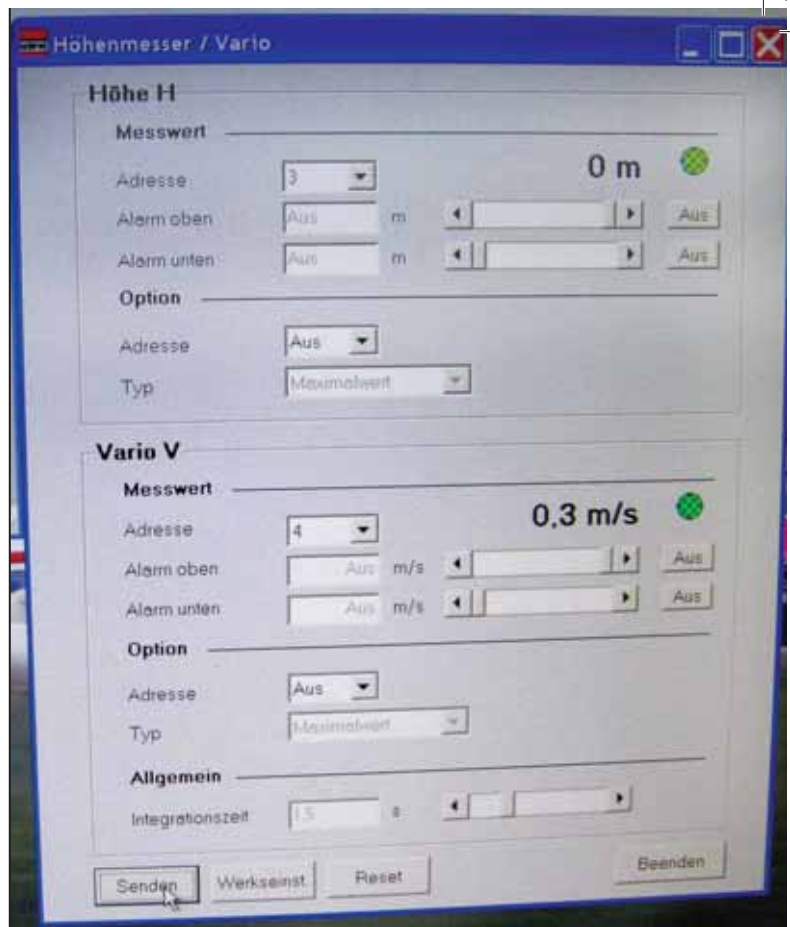 Höhenmesser / Vario
Höhe H
Messwert
0 m
Adresse 3
Alarm oben Aus m Aus
Alarm unten Aus m Aus
Option
Adresse Aus
Typ Maximalwert
Vario V
Messwert
0,3 m/s
Adresse 4
Alarm oben Aus m/s Aus
Alarm unten Aus m/s Aus
Option
Adresse Aus
Typ Maximalwert
Allgemein
Integrationszeit 1,5 s
Senden Werkseinst. Reset Beenden